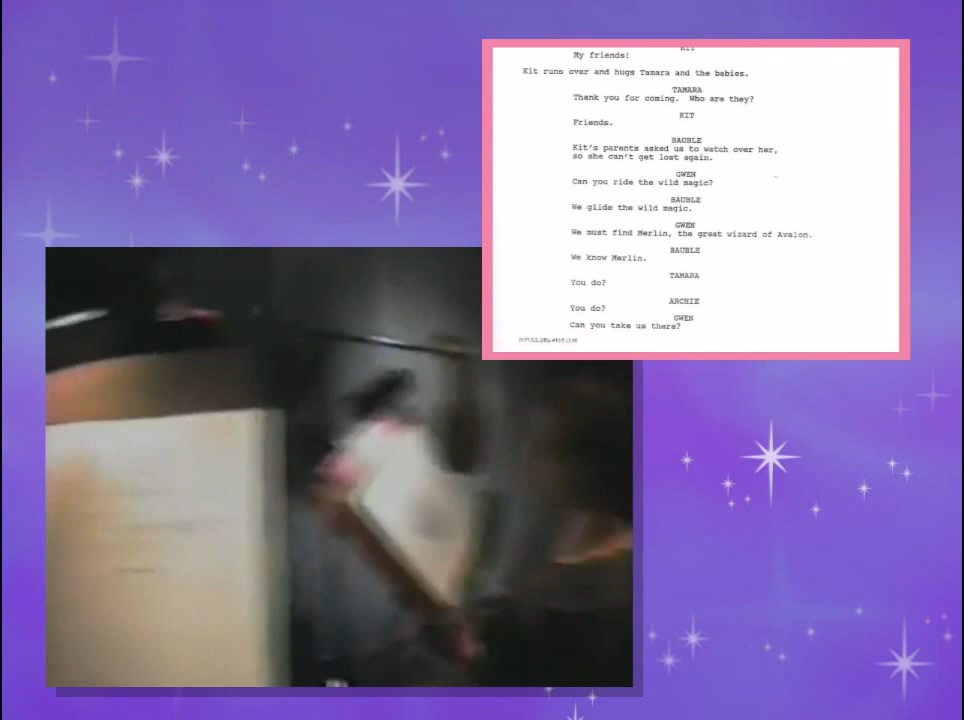 KIT
My friends!
Kit runs over and hugs Tamara and the babies.
TAMARA
Thank you for coming. Who are they?
KIT
Friends.
BAUBLE
Kit's parents asked us to watch over her,
so she can't get lost again.
GWEN
Can you ride the wild magic?
BAUBLE
We glide the wild magic.
GWEN
We must find Merlin, the great wizard of Avalon.
BAUBLE
We know Merlin.
TAMARA
You do?
ARCHIE
You do?
GWEN
Can you take us there?